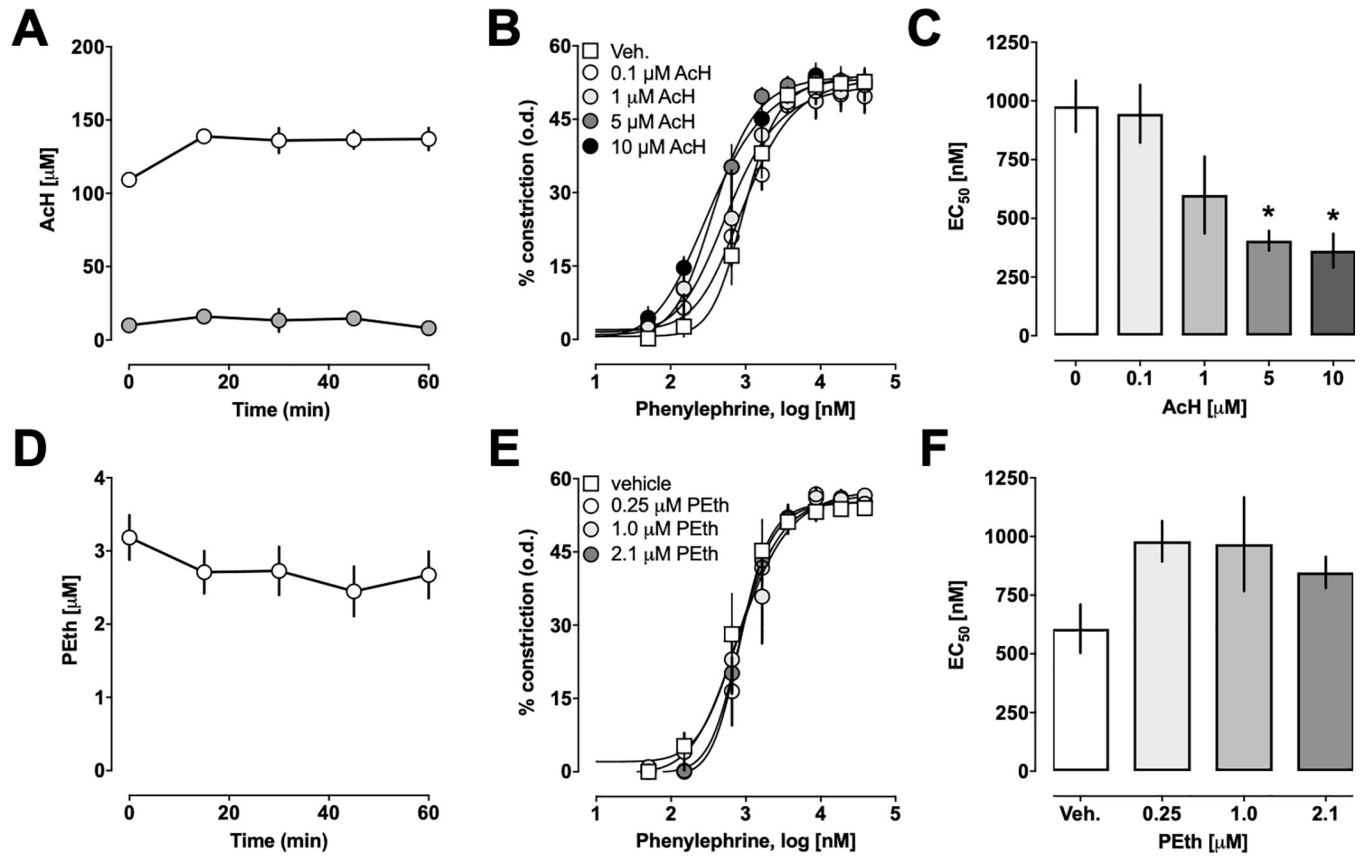 A
200
150
100
50
0
AcH [μM]
0 20 40 60
Time (min)
B
60
45
30
15
0
% constriction (o.d.)
Veh.
0.1 μM AcH
1 μM AcH
5 μM AcH
10 μM AcH
1 2 3 4 5
Phenylephrine, log [nM]
C
1250
1000
750
500
250
0
EC50 [nM]
* *
0 0.1 1 5 10
AcH [μM]
D
4
3
2
1
0
PEth [μM]
0 20 40 60
Time (min)
E
60
45
30
15
0
% constriction (o.d.)
vehicle
0.25 μM PEth
1.0 μM PEth
2.1 μM PEth
1 2 3 4 5
Phenylephrine, log [nM]
F
1250
1000
750
500
250
0
EC50 [nM]
Veh. 0.25 1.0 2.1
PEth [μM]